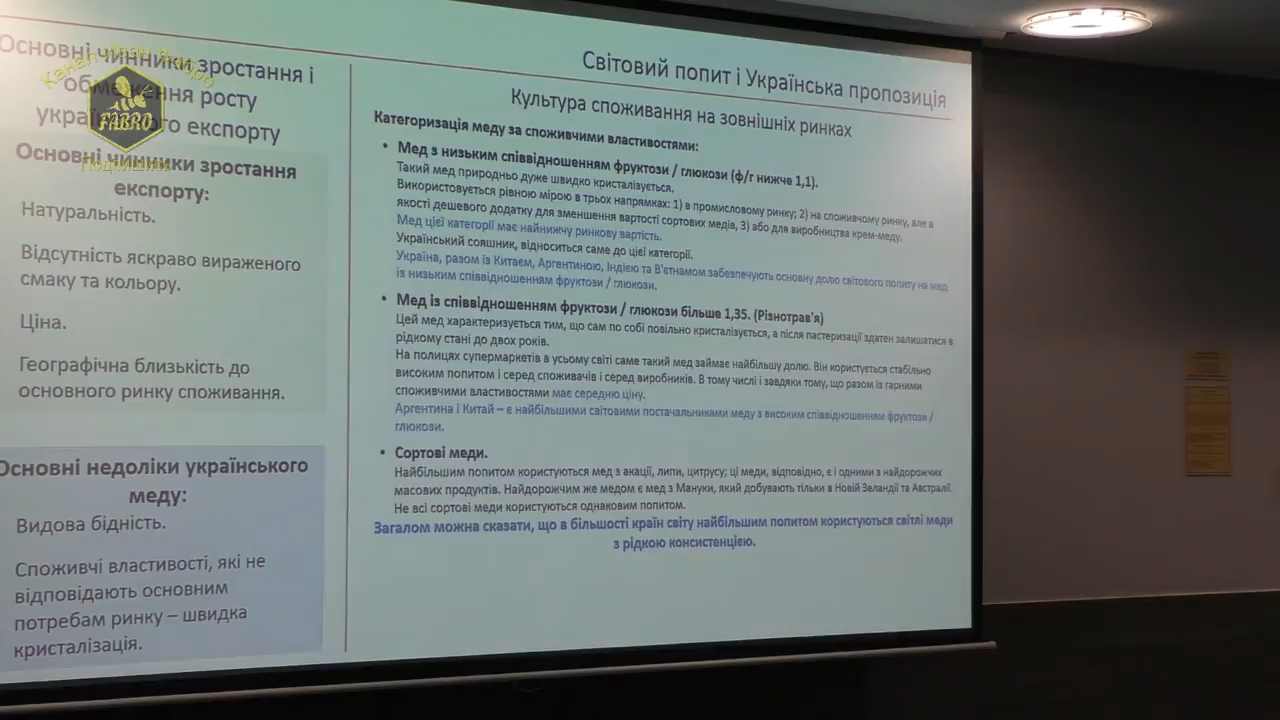 Канал Іван Фабро
FABRO
Подпишись
Основні чинники зростання і
обмеження росту
українського експорту
Основні чинники зростання
експорту:
Натуральність.
Відсутність яскраво вираженого
смаку та кольору.
Ціна.
Географічна близькість до
основного ринку споживання.
Основні недоліки українського
меду:
Видова бідність.
Споживчі властивості, які не
відповідають основним
потребам ринку – швидка
кристалізація.
Світовий попит і Українська пропозиція
Культура споживання на зовнішніх ринках
Категоризація меду за споживчими властивостями:
• Мед з низьким співвідношенням фруктози / глюкози (ф/г нижче 1,1).
Такий мед природньо дуже швидко кристалізується.
Використовується рівною мірою в трьох напрямках: 1) в промисловому ринку; 2) на споживчому ринку, але а
якості дешевого додатку для зменшення вартості сортових медів, 3) або для виробництва крем-меду.
Мед цієї категорії має найнижчу ринкову вартість.
Український сояшник, відноситься саме до цієї категорії.
Україна, разом із Китаєм, Аргентиною, Індією та В'єтнамом забезпечують основну долю світового попиту на мед
із низьким співвідношенням фруктози / глюкози.
• Мед із співвідношенням фруктози / глюкози більше 1,35. (Різнотрав'я)
Цей мед характеризується тим, що сам по собі повільно кристалізується, а після пастеризації здатен залишатися в
рідкому стані до двох років.
На полицях супермаркетів в усьому світі саме такий мед займає найбільшу долю. Він користується стабільно
високим попитом і серед споживачів і серед виробників. В тому числі і завдяки тому, що разом із гарними
споживчими властивостями має середню ціну.
Аргентина і Китай – є найбільшими світовими постачальниками меду з високим співвідношенням фруктози /
глюкози.
• Сортові меди.
Найбільшим попитом користуються мед з акації, липи, цитрусу; ці меди, відповідно, є і одними з найдорожчих
масових продуктів. Найдорожчим же медом є мед з Мануки, який добувають тільки в Новій Зеландії та Австралії.
Не всі сортові меди користуються однаковим попитом.
Загалом можна сказати, що в більшості країн світу найбільшим попитом користуються світлі меди
з рідкою консистенцією.